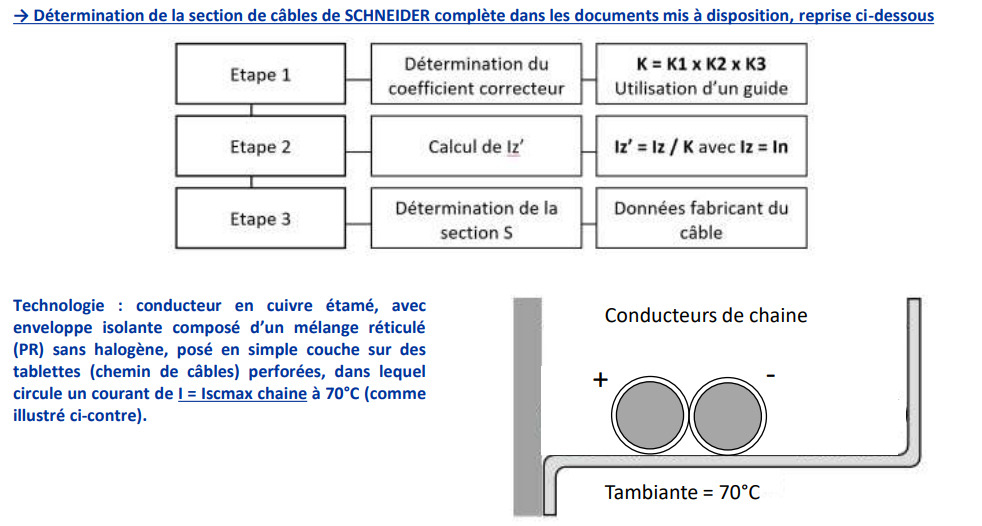 → Détermination de la section de câbles de SCHNEIDER complète dans les documents mis à disposition, reprise ci-dessous
Etape 1
Détermination du
coefficient correcteur
K = K1 x K2 x K3
Utilisation d'un guide
Etape 2
Calcul de Iz'
Iz' = Iz / K avec Iz = In
Etape 3
Détermination de la
section S
Données fabricant du
câble
Technologie : conducteur en cuivre étamé, avec
enveloppe isolante composé d'un mélange réticulé
(PR) sans halogène, posé en simple couche sur des
tablettes (chemin de câbles) perforées, dans lequel
circule un courant de I = Iscmax chaine à 70°C (comme
illustré ci-contre).
Conducteurs de chaine
+
-
Tambiante = 70°C